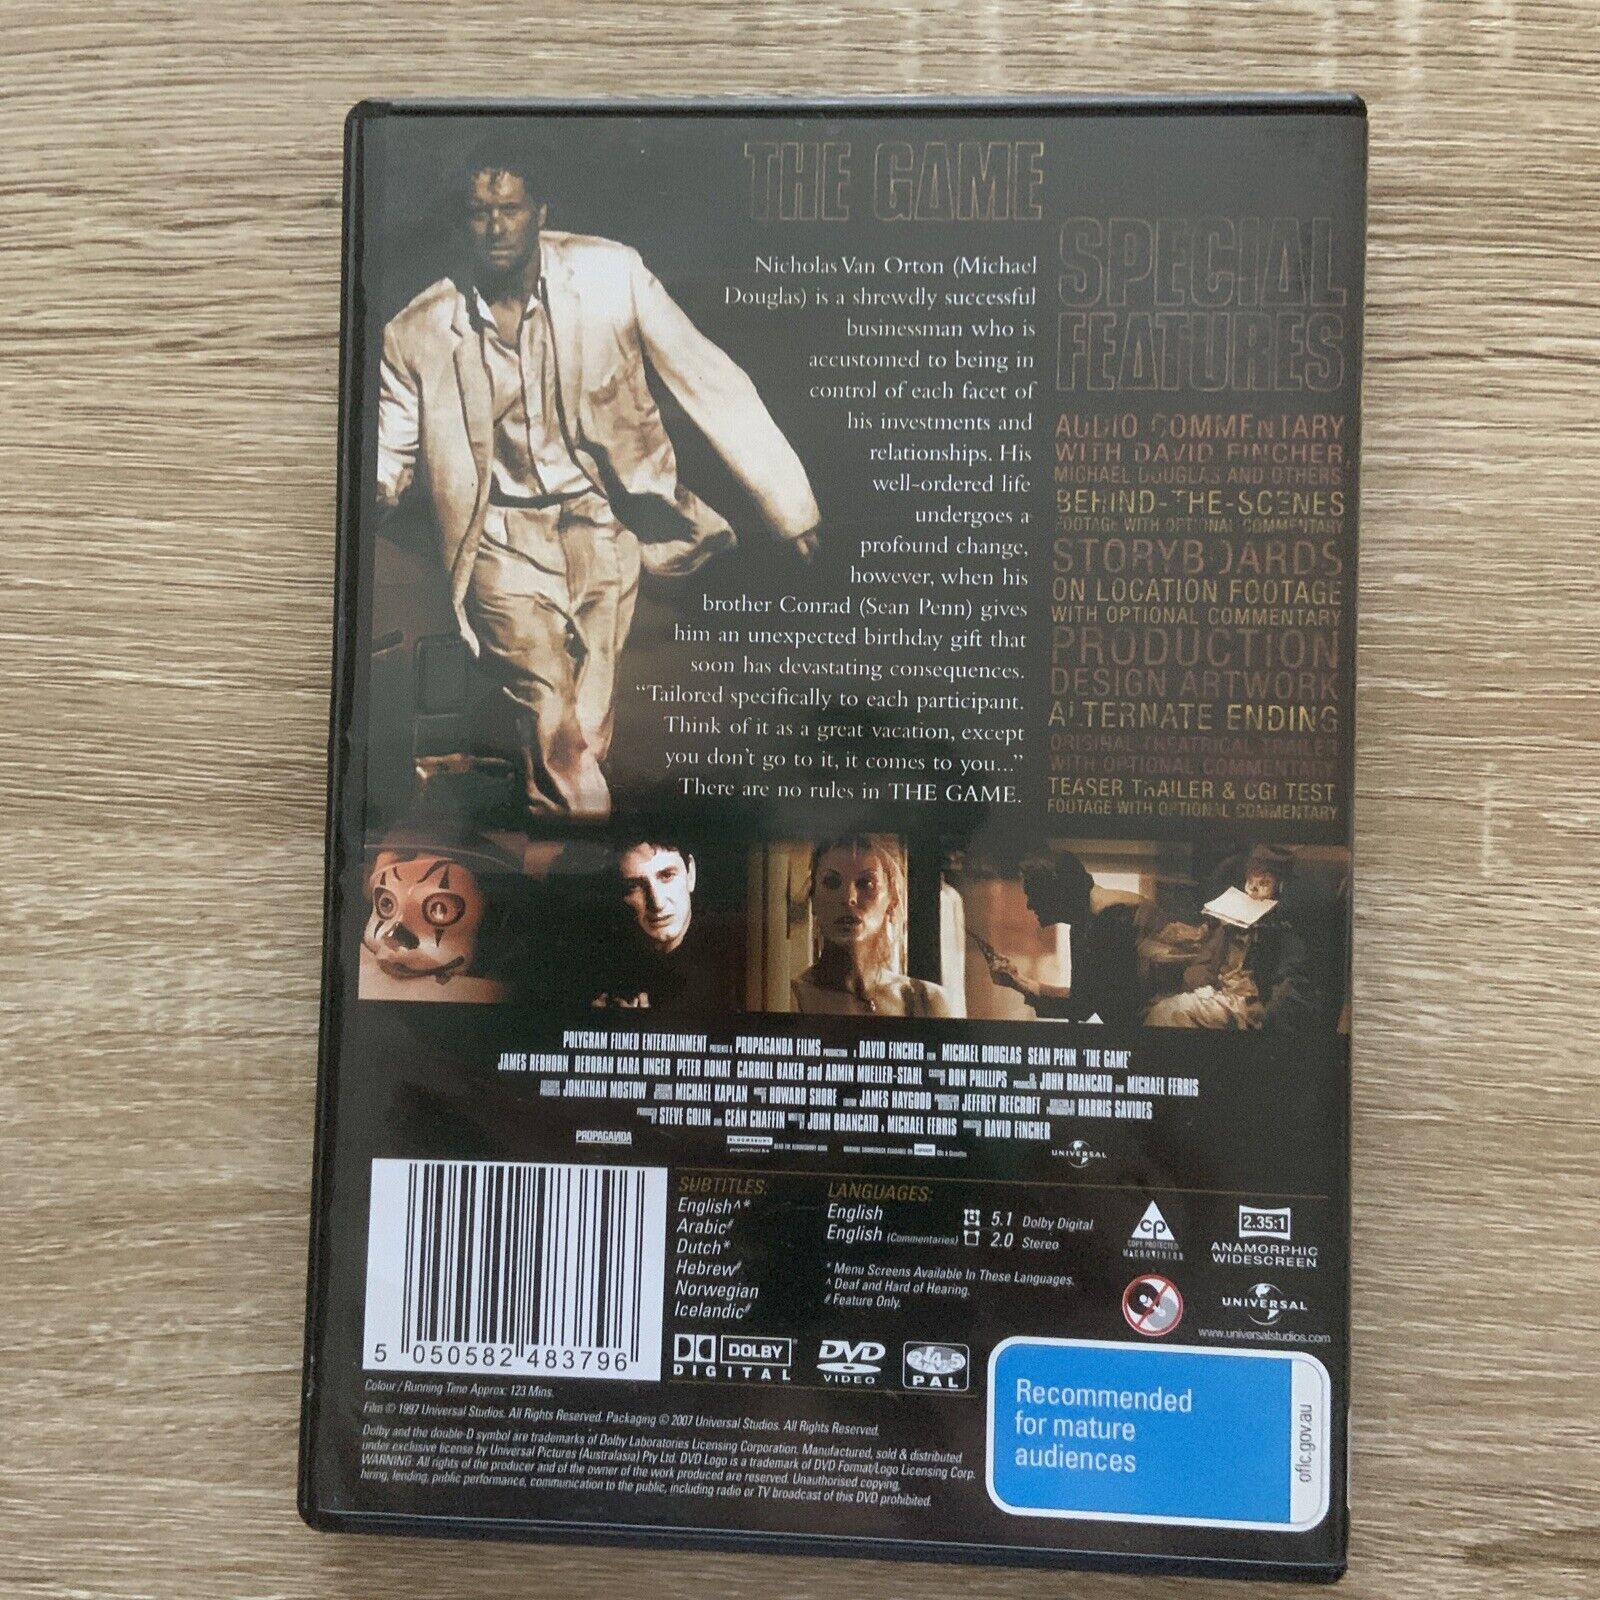 THE GAME
Nicholas Van Orton (Michael
Douglas) is a shrewdly successful
businessman who is
accustomed to being in
control of each facet of
his investments and
relationships. His
well-ordered life
undergoes a
profound change,
however, when his
brother Conrad (Sean Penn) gives
him an unexpected birthday gift that
soon has devastating consequences.
“Tailored specifically to each participant.
Think of it as a great vacation, except
you don't go to it, it comes to you...”
There are no rules in THE GAME.
SPECIAL
FEATURES
AUDIO COMMENTARY
WITH DAVID FINCHER,
MICHAEL DOUGLAS AND OTHERS
BEHIND-THE-SCENES
FOOTAGE WITH OPTIONAL COMMENTARY
STORYBOARDS
ON LOCATION FOOTAGE
WITH OPTIONAL COMMENTARY
PRODUCTION
DESIGN ARTWORK
ALTERNATE ENDING
ORIGINAL THEATRICAL TRAILER
WITH OPTIONAL COMMENTARY
TEASER TRAILER & CGI TEST
FOOTAGE WITH OPTIONAL COMMENTARY
POLYGRAM FILMED ENTERTAINMENT PRESENTS A PROPAGANDA FILMS PRODUCTION A DAVID FINCHER FILM MICHAEL DOUGLAS SEAN PENN 'THE GAME'
JAMES REBHORN DEBORAH KARA UNGER PETER DONAT CARROLL BAKER and ARMIN MUELLER-STAHL DON PHILLIPS JOHN BRANCATO AND MICHAEL FERRIS
JONATHAN MOSTOW MICHAEL KAPLAN HOWARD SHORE JAMES HAYGOOD JEFFREY BEECROFT HARRIS SAVIDES
STEVE GOLIN AND CEÁN CHAFFIN JOHN BRANCATO & MICHAEL FERRIS DAVID FINCHER
PROPAGANDA
BLOOMSBURY
UNIVERSAL
5 050582 483796
SUBTITLES:
English^*
Arabic
Dutch*
Hebrew
Norwegian
Icelandic
LANGUAGES:
English 5.1 Dolby Digital
English (Commentaries) 2.0 Stereo
* Menu Screens Available In These Languages.
^ Deaf and Hard of Hearing.
Feature Only.
CP
COPY PROTECTED
MACROVISION
2.35:1
ANAMORPHIC
WIDESCREEN
UNIVERSAL
www.universalstudios.com
DOLBY
DIGITAL
DVD
VIDEO
2.4.5
PAL
Recommended
for mature
audiences
oflc.gov.au
Colour / Running Time Approx: 123 Mins.
Film © 1997 Universal Studios. All Rights Reserved. Packaging © 2007 Universal Studios. All Rights Reserved.
Dolby and the double-D symbol are trademarks of Dolby Laboratories Licensing Corporation. Manufactured, sold & distributed
under exclusive license by Universal Pictures (Australasia) Pty Ltd. DVD Logo is a trademark of DVD Format/Logo Licensing Corp.
WARNING: All rights of the producer and of the owner of the work produced are reserved. Unauthorised copying,
hiring, lending, public performance, communication to the public, including radio or TV broadcast of this DVD prohibited.